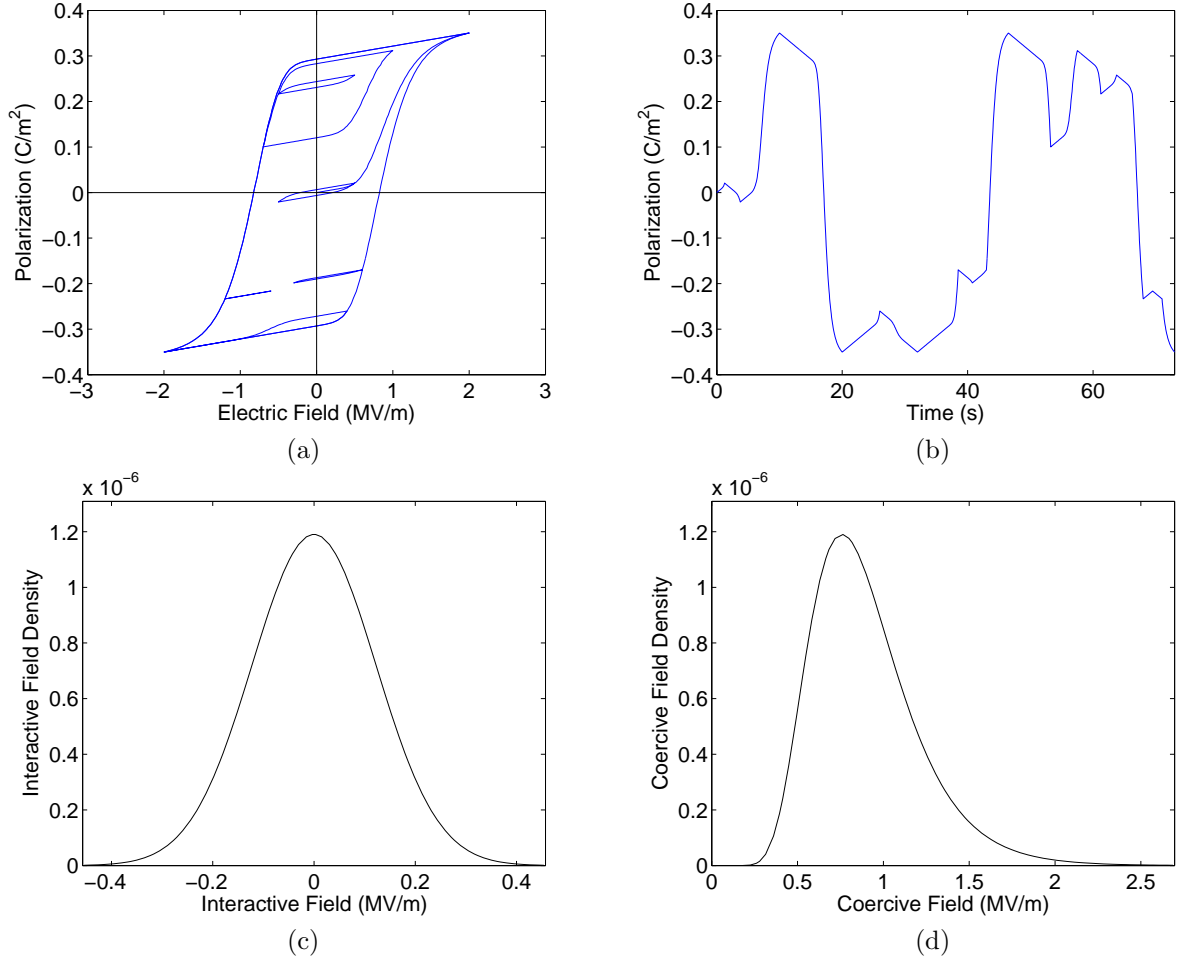 0.4
0.3
0.2
0.1
0
−0.1
−0.2
−0.3
−0.4
−3 −2 −1 0 1 2 3
Polarization (C/m2)
Electric Field (MV/m)
(a)
0.4
0.3
0.2
0.1
0
−0.1
−0.2
−0.3
−0.4
0 20 40 60
Polarization (C/m2)
Time (s)
(b)
x 10−6
1.2
1
0.8
0.6
0.4
0.2
0
−0.4 −0.2 0 0.2 0.4
Interactive Field Density
Interactive Field (MV/m)
(c)
x 10−6
1.2
1
0.8
0.6
0.4
0.2
0
0 0.5 1 1.5 2 2.5
Coercive Field Density
Coercive Field (MV/m)
(d)